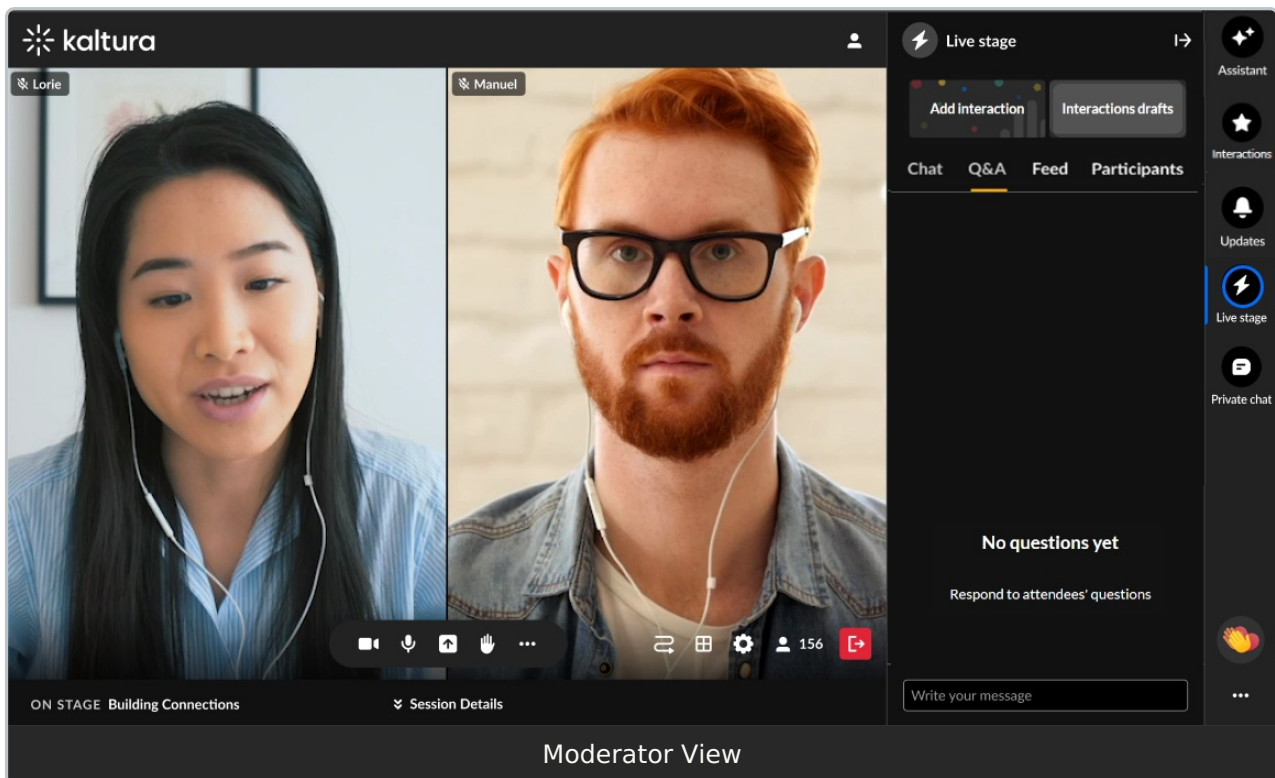 kaltura
Lorie
Manuel
156
ON STAGE Building Connections
Session Details
Live stage
Add interaction
Interactions drafts
Chat Q&A Feed Participants
No questions yet
Respond to attendees' questions
Write your message
Assistant
Interactions
Updates
Live stage
Private chat
Moderator View